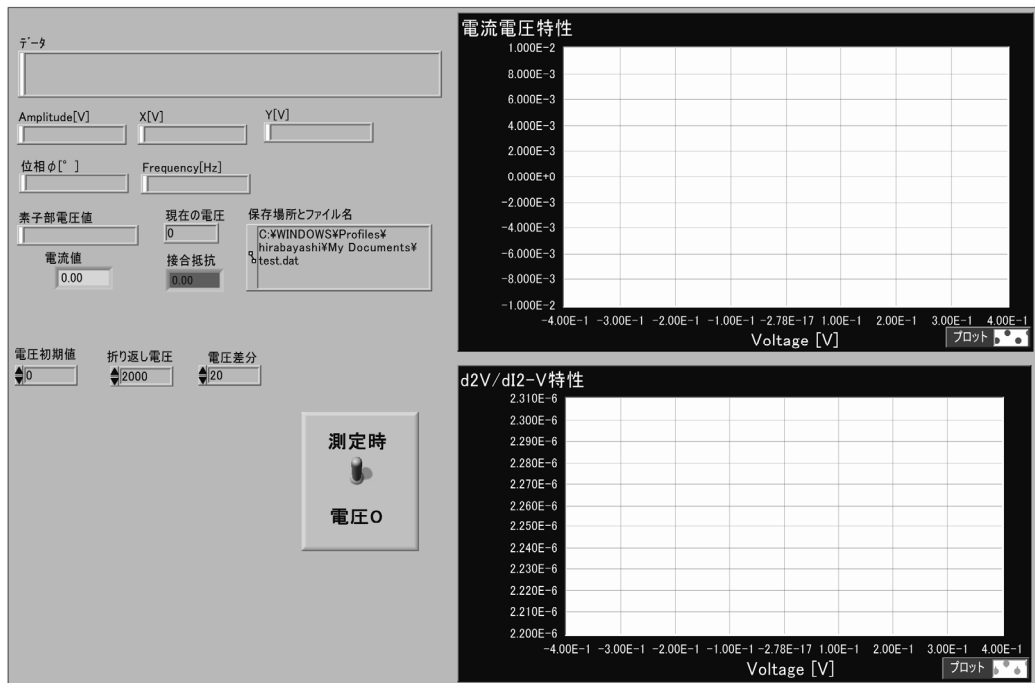 データ
Amplitude[V]
X[V]
Y[V]
位相φ[°]
Frequency[Hz]
素子部電圧値
現在の電圧
0
保存場所とファイル名
C:¥WINDOWS¥Profiles¥
hirabayashi¥My Documents¥
test.dat
電流値
0.00
接合抵抗
0.00
電圧初期値
0
折り返し電圧
2000
電圧差分
20
測定時
電圧O
電流電圧特性
1.000E-2
8.000E-3
6.000E-3
4.000E-3
2.000E-3
0.000E+0
-2.000E-3
-4.000E-3
-6.000E-3
-8.000E-3
-1.000E-2
-4.00E-1 -3.00E-1 -2.00E-1 -1.00E-1 -2.78E-17 1.00E-1 2.00E-1 3.00E-1 4.00E-1
Voltage [V]
プロット
d2V/dI2-V特性
2.310E-6
2.300E-6
2.290E-6
2.280E-6
2.270E-6
2.260E-6
2.250E-6
2.240E-6
2.230E-6
2.220E-6
2.210E-6
2.200E-6
-4.00E-1 -3.00E-1 -2.00E-1 -1.00E-1 -2.78E-17 1.00E-1 2.00E-1 3.00E-1 4.00E-1
Voltage [V]
プロット